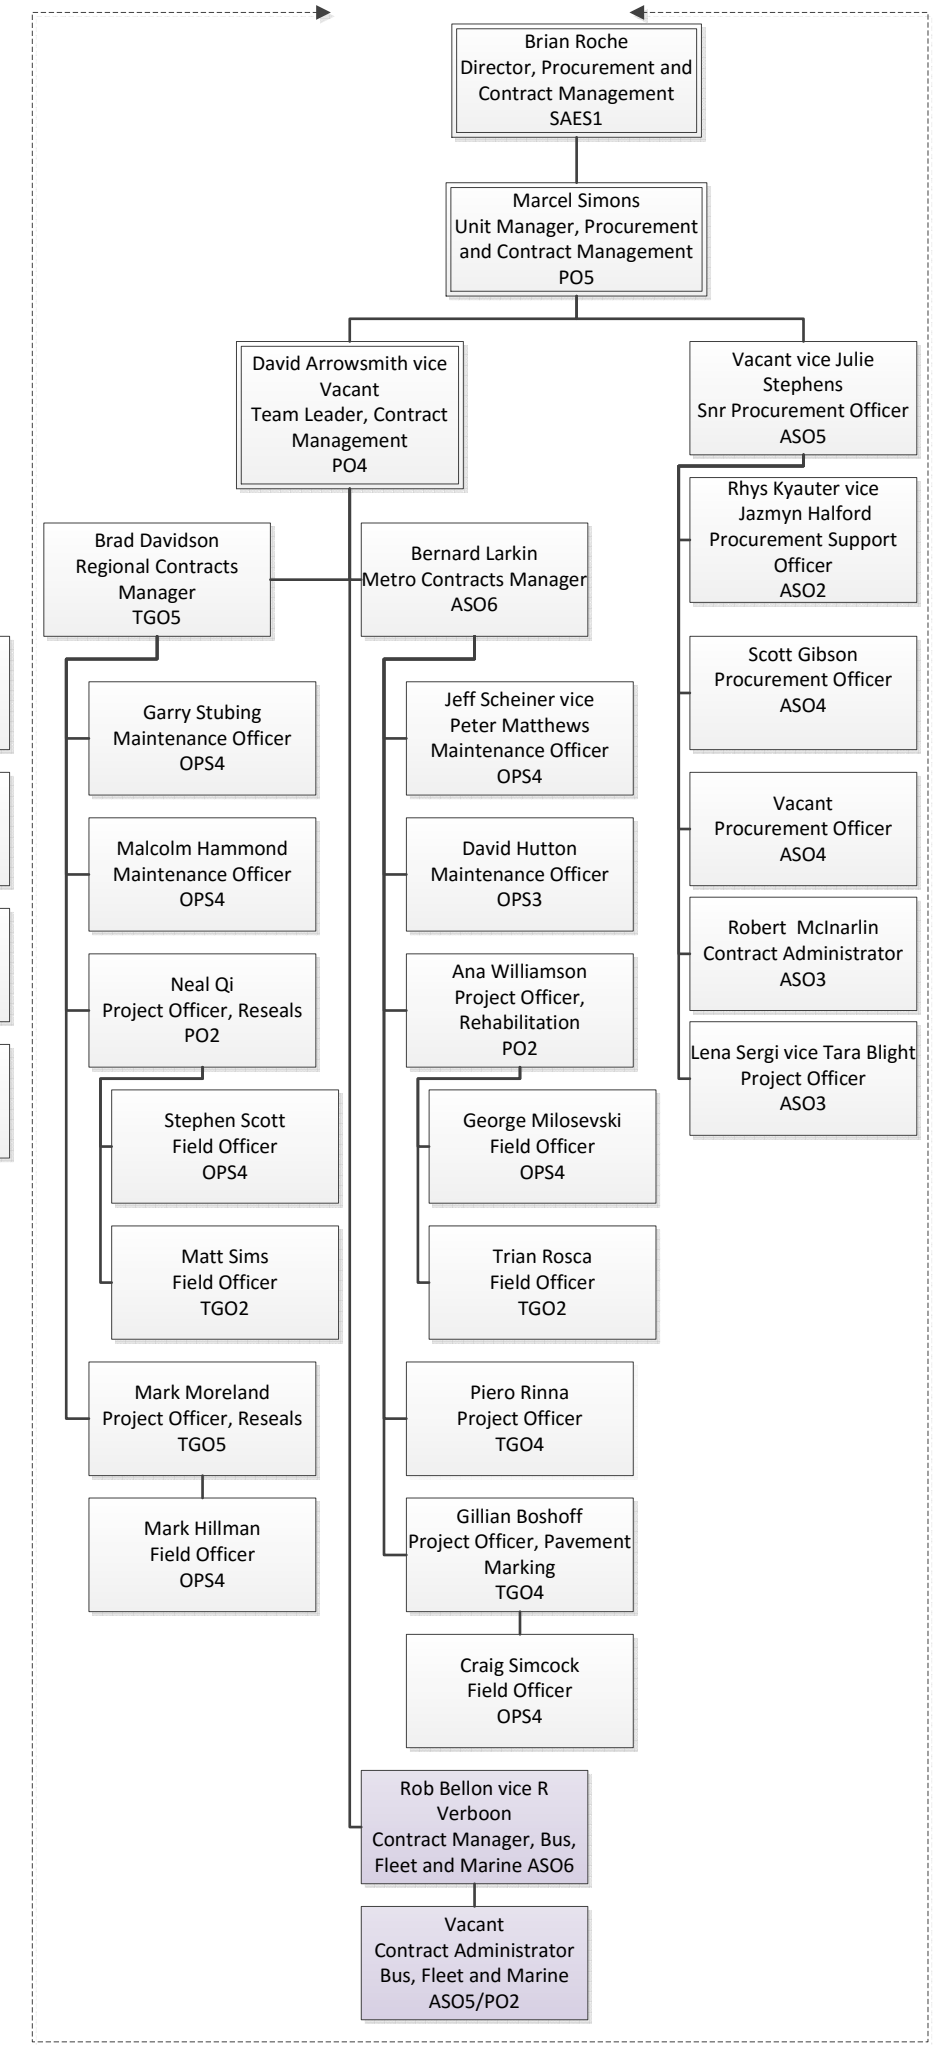 Brian Roche
Director, Procurement and
Contract Management
SAES1
Marcel Simons
Unit Manager, Procurement
and Contract Management
PO5
David Arrowsmith vice
Vacant
Team Leader, Contract
Management
PO4
Vacant vice Julie
Stephens
Snr Procurement Officer
ASO5
Brad Davidson
Regional Contracts
Manager
TGO5
Garry Stubing
Maintenance Officer
OPS4
Malcolm Hammond
Maintenance Officer
OPS4
Neal Qi
Project Officer, Reseals
PO2
Stephen Scott
Field Officer
OPS4
Matt Sims
Field Officer
TGO2
Mark Moreland
Project Officer, Reseals
TGO5
Mark Hillman
Field Officer
OPS4
Bernard Larkin
Metro Contracts Manager
ASO6
Jeff Scheiner vice
Peter Matthews
Maintenance Officer
OPS4
David Hutton
Maintenance Officer
OPS3
Ana Williamson
Project Officer,
Rehabilitation
PO2
George Milosevski
Field Officer
OPS4
Trian Rosca
Field Officer
TGO2
Piero Rinna
Project Officer
TGO4
Gillian Boshoff
Project Officer, Pavement
Marking
TGO4
Craig Simcock
Field Officer
OPS4
Rob Bellon vice R
Verboon
Contract Manager, Bus,
Fleet and Marine ASO6
Vacant
Contract Administrator
Bus, Fleet and Marine
ASO5/PO2
Rhys Kyauter vice
Jazmyn Halford
Procurement Support
Officer
ASO2
Scott Gibson
Procurement Officer
ASO4
Vacant
Procurement Officer
ASO4
Robert  McInarlin
Contract Administrator
ASO3
Lena Sergi vice Tara Blight
Project Officer
ASO3